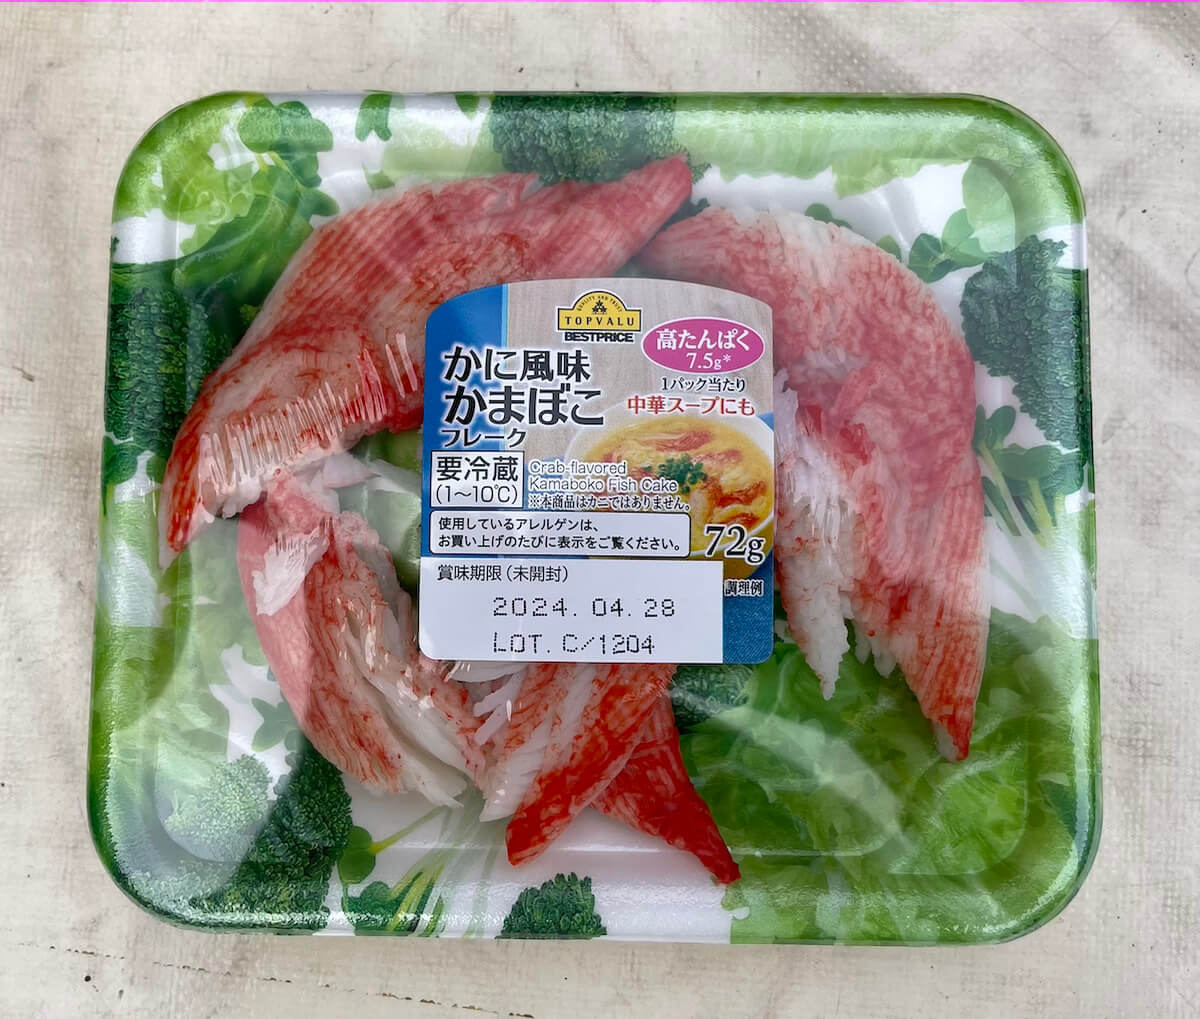 QUALITY AND TRUST
TOPVALU
BESTPRICE
かに風味
かまぼこ
フレーク
高たんぱく
7.5g*
1パック当たり
中華スープにも
要冷蔵
(1~10℃)
Crab-flavored
Kamaboko Fish Cake
※本商品はカニではありません。
使用しているアレルゲンは、
お買い上げのたびに表示をご覧ください。
72g
調理例
賞味期限(未開封)
2024.04.28
LOT.C/1204